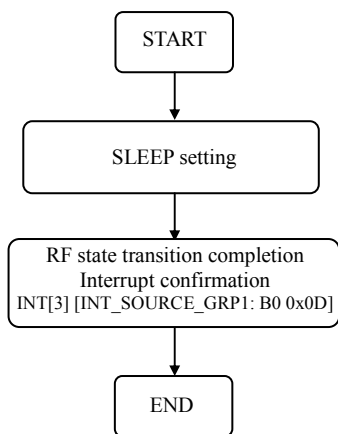 START
SLEEP setting
RF state transition completion
Interrupt confirmation
INT[3] [INT_SOURCE_GRP1: B0 0x0D]
END